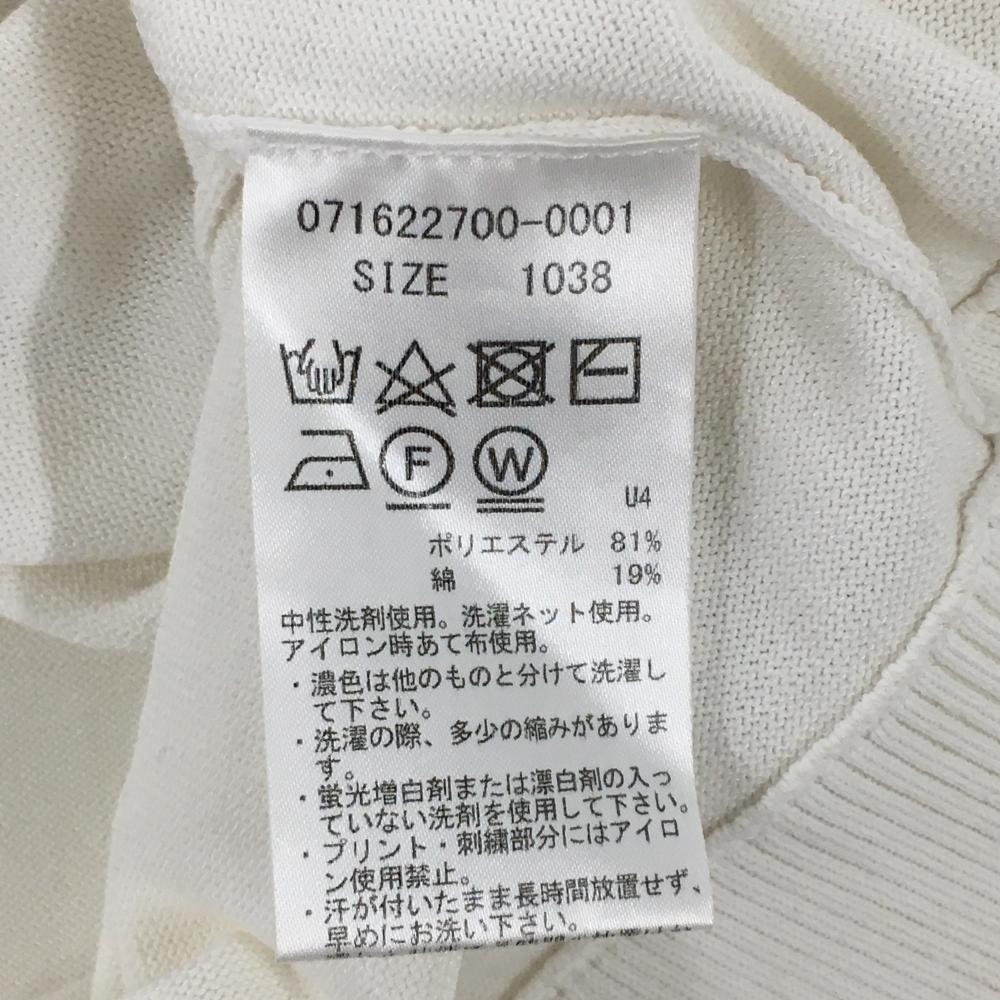 071622700-0001
SIZE 1038
F W
U4
ポリエステル 81%
綿 19%
中性洗剤使用。洗濯ネット使用。
アイロン時あて布使用。
・濃色は他のものと分けて洗濯し
て下さい。
・洗濯の際、多少の縮みがありま
す。
・蛍光増白剤または漂白剤の入っ
ていない洗剤を使用して下さい。
・プリント・刺繍部分にはアイロ
ン使用禁止。
・汗が付いたまま長時間放置せず、
早めにお洗い下さい。